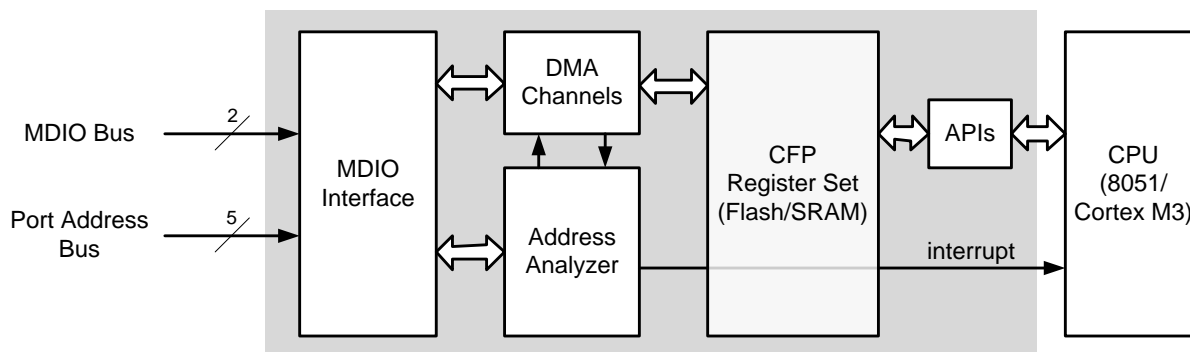 MDIO Bus
2
Port Address
Bus
5
MDIO
Interface
DMA
Channels
Address
Analyzer
CFP
Register Set
(Flash/SRAM)
APIs
interrupt
CPU
(8051/
Cortex M3)